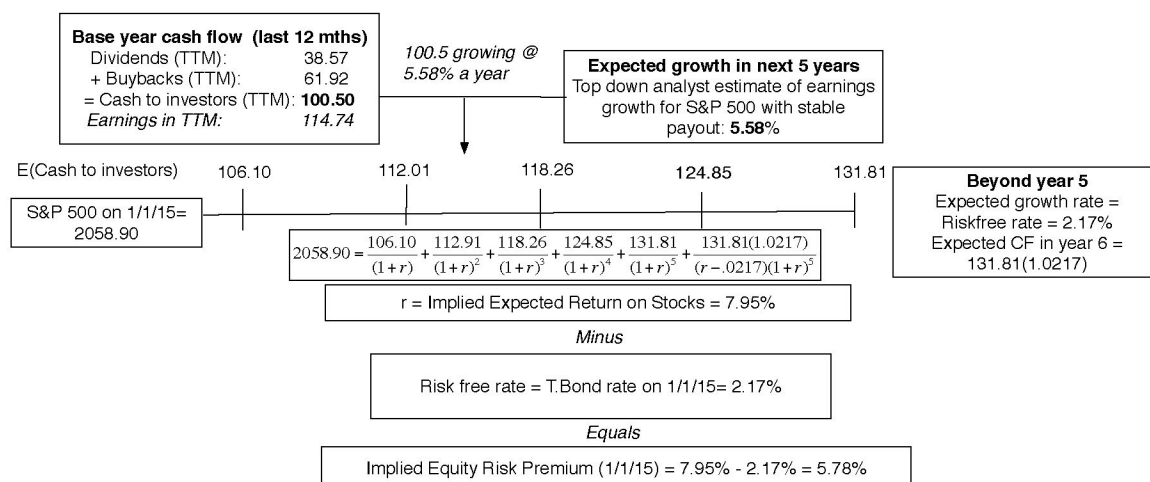 Base year cash flow (last 12 mths)
Dividends (TTM): 38.57
+ Buybacks (TTM): 61.92
= Cash to investors (TTM): 100.50
Earnings in TTM: 114.74
100.5 growing @
5.58% a year
Expected growth in next 5 years
Top down analyst estimate of earnings
growth for S&P 500 with stable
payout: 5.58%
E(Cash to investors) 106.10 112.01 118.26 124.85 131.81
S&P 500 on 1/1/15=
2058.90
Beyond year 5
Expected growth rate =
Riskfree rate = 2.17%
Expected CF in year 6 =
131.81(1.0217)
2058.90 = 106.10/(1+r) + 112.91/(1+r)^2 + 118.26/(1+r)^3 + 124.85/(1+r)^4 + 131.81/(1+r)^5 + 131.81(1.0217)/(r-.0217)(1+r)^5
r = Implied Expected Return on Stocks = 7.95%
Minus
Risk free rate = T.Bond rate on 1/1/15= 2.17%
Equals
Implied Equity Risk Premium (1/1/15) = 7.95% - 2.17% = 5.78%